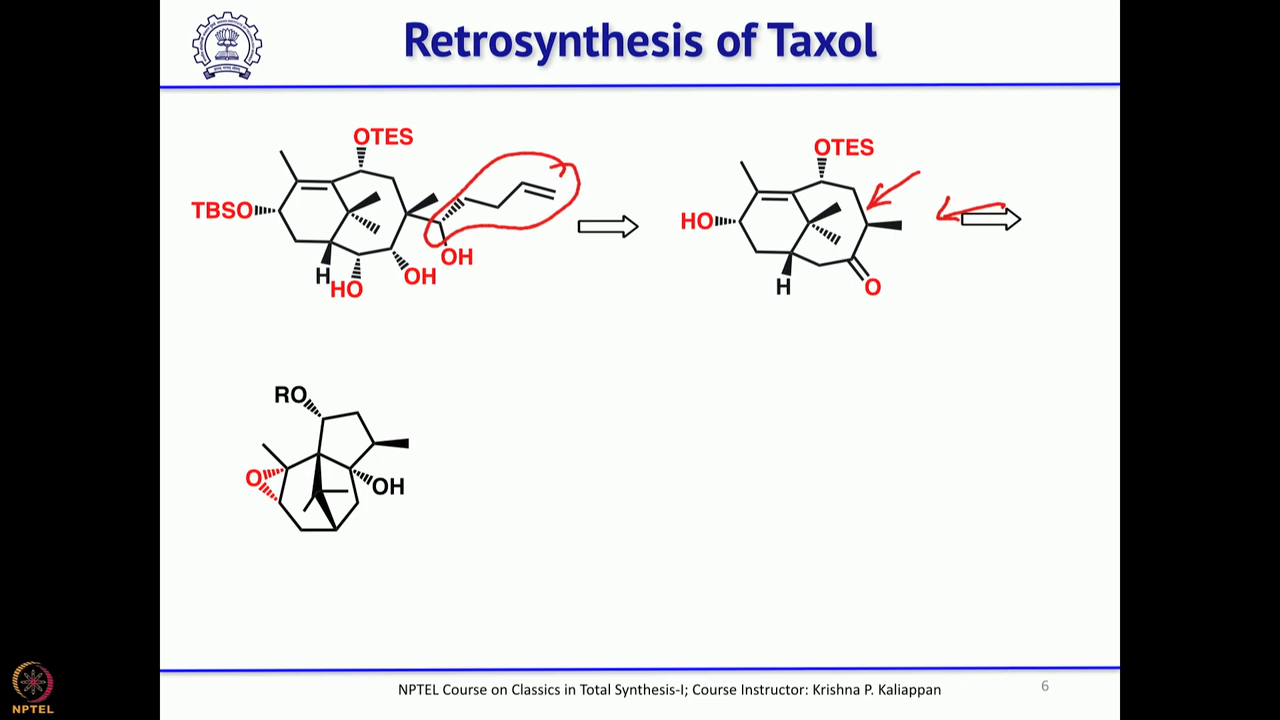 Retrosynthesis of Taxol
OTES
TBSO
OH
OH
H
HO
OTES
HO
H
O
RO
O
OH
NPTEL Course on Classics in Total Synthesis-I; Course Instructor: Krishna P. Kaliappan
6
NPTEL